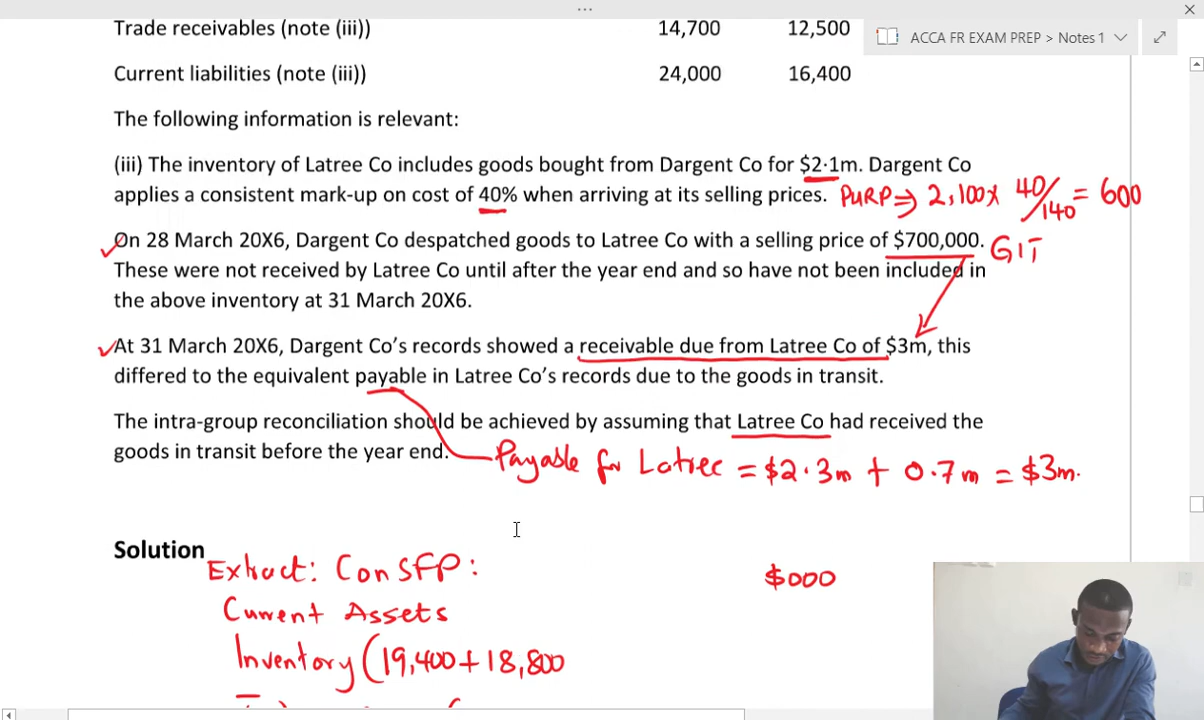 Trade receivables (note (iii)) 14,700 12,500
ACCA FR EXAM PREP > Notes 1
Current liabilities (note (iii)) 24,000 16,400
The following information is relevant:
(iii) The inventory of Latree Co includes goods bought from Dargent Co for $2·1m. Dargent Co
applies a consistent mark-up on cost of 40% when arriving at its selling prices. PURP => 2,100x 40/140 = 600
On 28 March 20X6, Dargent Co despatched goods to Latree Co with a selling price of $700,000. GIT
These were not received by Latree Co until after the year end and so have not been included in
the above inventory at 31 March 20X6.
At 31 March 20X6, Dargent Co's records showed a receivable due from Latree Co of $3m, this
differed to the equivalent payable in Latree Co's records due to the goods in transit.
The intra-group reconciliation should be achieved by assuming that Latree Co had received the
goods in transit before the year end. Payable for Latree = $2.3m + 0.7m = $3m.
Solution
Extract: ConSFP: $000
Current Assets
Inventory (19,400+18,800